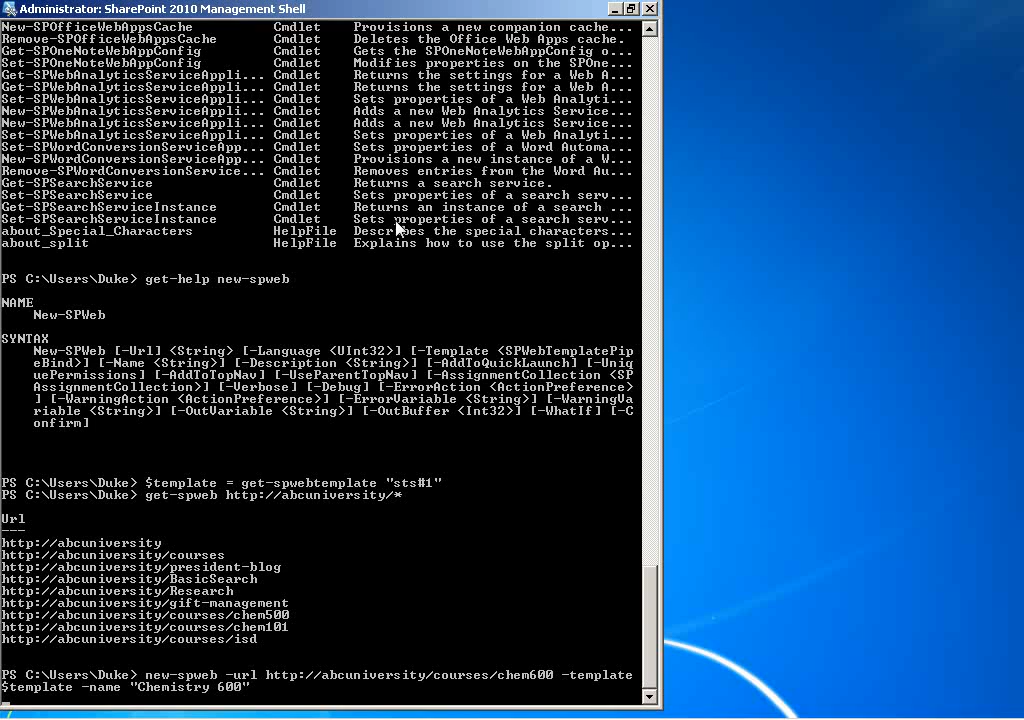 Administrator: SharePoint 2010 Management Shell
New-SPOfficeWebAppsCache Cmdlet Provisions a new companion cache...
Remove-SPOfficeWebAppsCache Cmdlet Deletes the Office Web Apps cache.
Get-SPOneNoteWebAppConfig Cmdlet Gets the SPOneNoteWebAppConfig o...
Set-SPOneNoteWebAppConfig Cmdlet Modifies properties on the SPOne...
Get-SPWebAnalyticsServiceAppli... Cmdlet Returns the settings for a Web A...
Get-SPWebAnalyticsServiceAppli... Cmdlet Returns the settings for a Web A...
Set-SPWebAnalyticsServiceAppli... Cmdlet Sets properties of a Web Analyti...
New-SPWebAnalyticsServiceAppli... Cmdlet Adds a new Web Analytics Service...
New-SPWebAnalyticsServiceAppli... Cmdlet Adds a new Web Analytics Service...
Set-SPWebAnalyticsServiceAppli... Cmdlet Sets properties of a Web Analyti...
Set-SPWordConversionServiceApp... Cmdlet Sets properties of a Word Automa...
New-SPWordConversionServiceApp... Cmdlet Provisions a new instance of a W...
Remove-SPWordConversionService... Cmdlet Removes entries from the Word Au...
Get-SPSearchService Cmdlet Returns a search service.
Set-SPSearchService Cmdlet Sets properties of a search serv...
Get-SPSearchServiceInstance Cmdlet Returns an instance of a search ...
Set-SPSearchServiceInstance Cmdlet Sets properties of a search serv...
about_Special_Characters HelpFile Describes the special characters...
about_split HelpFile Explains how to use the split op...
PS C:\Users\Duke> get-help new-spweb
NAME
New-SPWeb
SYNTAX
New-SPWeb [-Url] <String> [-Language <UInt32>] [-Template <SPWebTemplatePip
eBind>] [-Name <String>] [-Description <String>] [-AddToQuickLaunch] [-Uniq
uePermissions] [-AddToTopNav] [-UseParentTopNav] [-AssignmentCollection <SP
AssignmentCollection>] [-Verbose] [-Debug] [-ErrorAction <ActionPreference>
] [-WarningAction <ActionPreference>] [-ErrorVariable <String>] [-WarningVa
riable <String>] [-OutVariable <String>] [-OutBuffer <Int32>] [-WhatIf] [-C
onfirm]
PS C:\Users\Duke> $template = get-spwebtemplate "sts#1"
PS C:\Users\Duke> get-spweb http://abcuniversity/*
Url
---
http://abcuniversity
http://abcuniversity/courses
http://abcuniversity/president-blog
http://abcuniversity/BasicSearch
http://abcuniversity/Research
http://abcuniversity/gift-management
http://abcuniversity/courses/chem500
http://abcuniversity/courses/chem101
http://abcuniversity/courses/isd
PS C:\Users\Duke> new-spweb -url http://abcuniversity/courses/chem600 -template
$template -name "Chemistry 600"